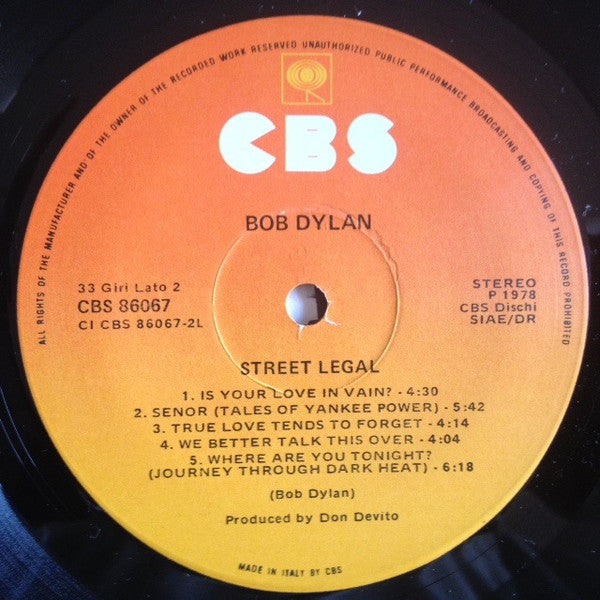 ALL RIGHTS OF THE MANUFACTURER AND OF THE OWNER OF THE RECORDED WORK RESERVED UNAUTHORIZED PUBLIC PERFORMANCE BROADCASTING AND COPYING OF THIS RECORD PROHIBITED
CBS
BOB DYLAN
33 Giri Lato 2
CBS 86067
CI CBS 86067-2L
STEREO
P 1978
CBS Dischi
SIAE/DR
STREET LEGAL
1. IS YOUR LOVE IN VAIN? - 4:30
2. SENOR (TALES OF YANKEE POWER) - 5:42
3. TRUE LOVE TENDS TO FORGET - 4:14
4. WE BETTER TALK THIS OVER - 4:04
5. WHERE ARE YOU TONIGHT?
(JOURNEY THROUGH DARK HEAT) - 6:18
(Bob Dylan)
Produced by Don Devito
MADE IN ITALY BY CBS